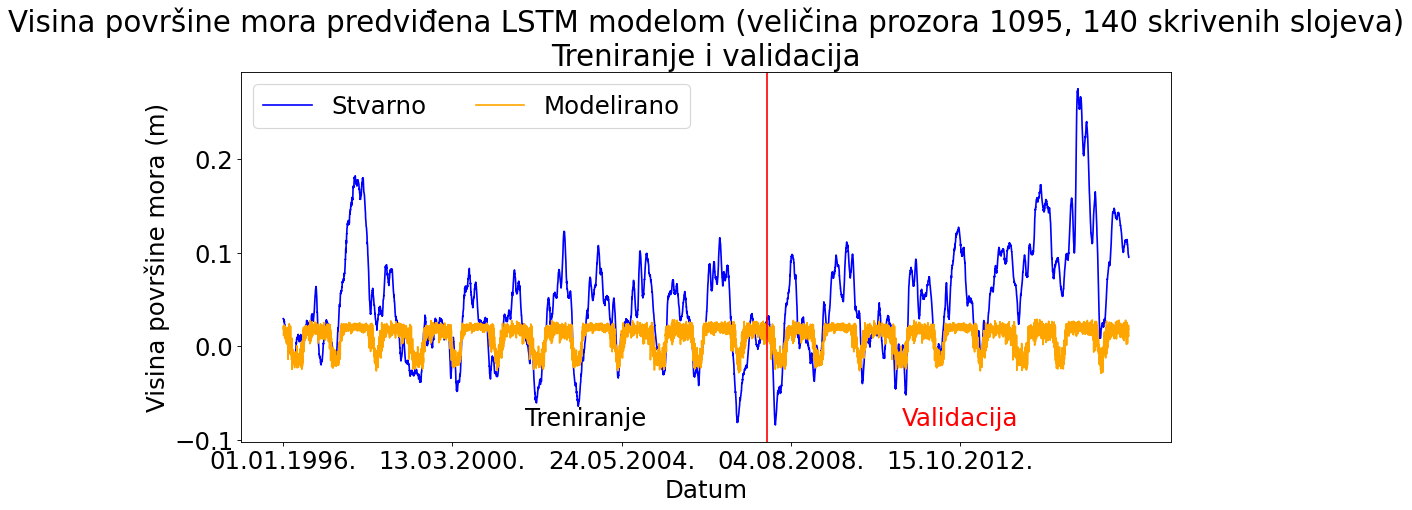 Visina površine mora predviđena LSTM modelom (veličina prozora 1095, 140 skrivenih slojeva)
Treniranje i validacija
Stvarno
Modelirano
Visina površine mora (m)
0.2
0.1
0.0
−0.1
Treniranje
Validacija
01.01.1996.
13.03.2000.
24.05.2004.
04.08.2008.
15.10.2012.
Datum